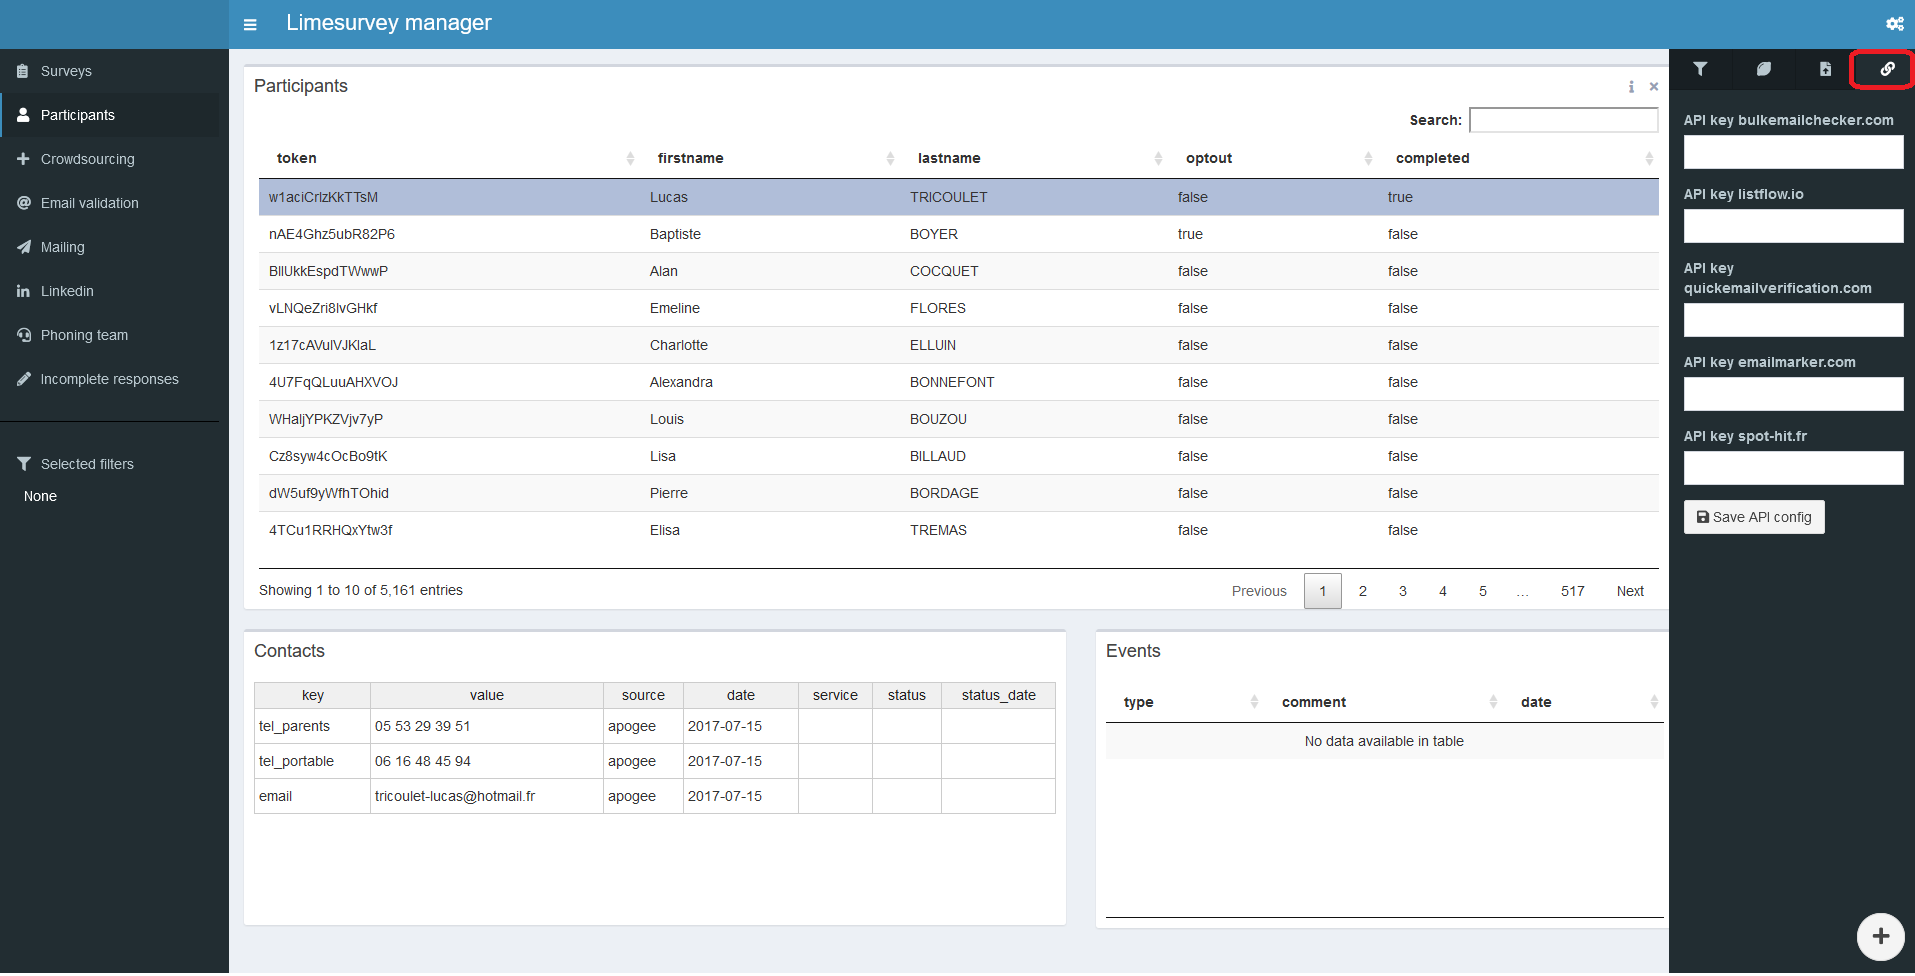 Limesurvey manager
Surveys
Participants
Crowdsourcing
Email validation
Mailing
Linkedin
Phoning team
Incomplete responses
Selected filters
None
Participants
Search:
token firstname lastname optout completed
w1aciCrlzKkTTsM Lucas TRICOULET false true
nAE4Ghz5ubR82P6 Baptiste BOYER true false
BllUkkEspdTWwwP Alan COCQUET false false
vLNQeZri8lvGHkf Emeline FLORES false false
1z17cAVulVJKlaL Charlotte ELLUIN false false
4U7FqQLuuAHXVOJ Alexandra BONNEFONT false false
WHaljYPKZVjv7yP Louis BOUZOU false false
Cz8syw4cOcBo9tK Lisa BILLAUD false false
dW5uf9yWfhTOhid Pierre BORDAGE false false
4TCu1RRHQxYtw3f Elisa TREMAS false false
Showing 1 to 10 of 5,161 entries
Previous 1 2 3 4 5 … 517 Next
Contacts
key value source date service status status_date
tel_parents 05 53 29 39 51 apogee 2017-07-15
tel_portable 06 16 48 45 94 apogee 2017-07-15
email tricoulet-lucas@hotmail.fr apogee 2017-07-15
Events
type comment date
No data available in table
API key bulkemailchecker.com
API key listflow.io
API key
quickemailverification.com
API key emailmarker.com
API key spot-hit.fr
Save API config